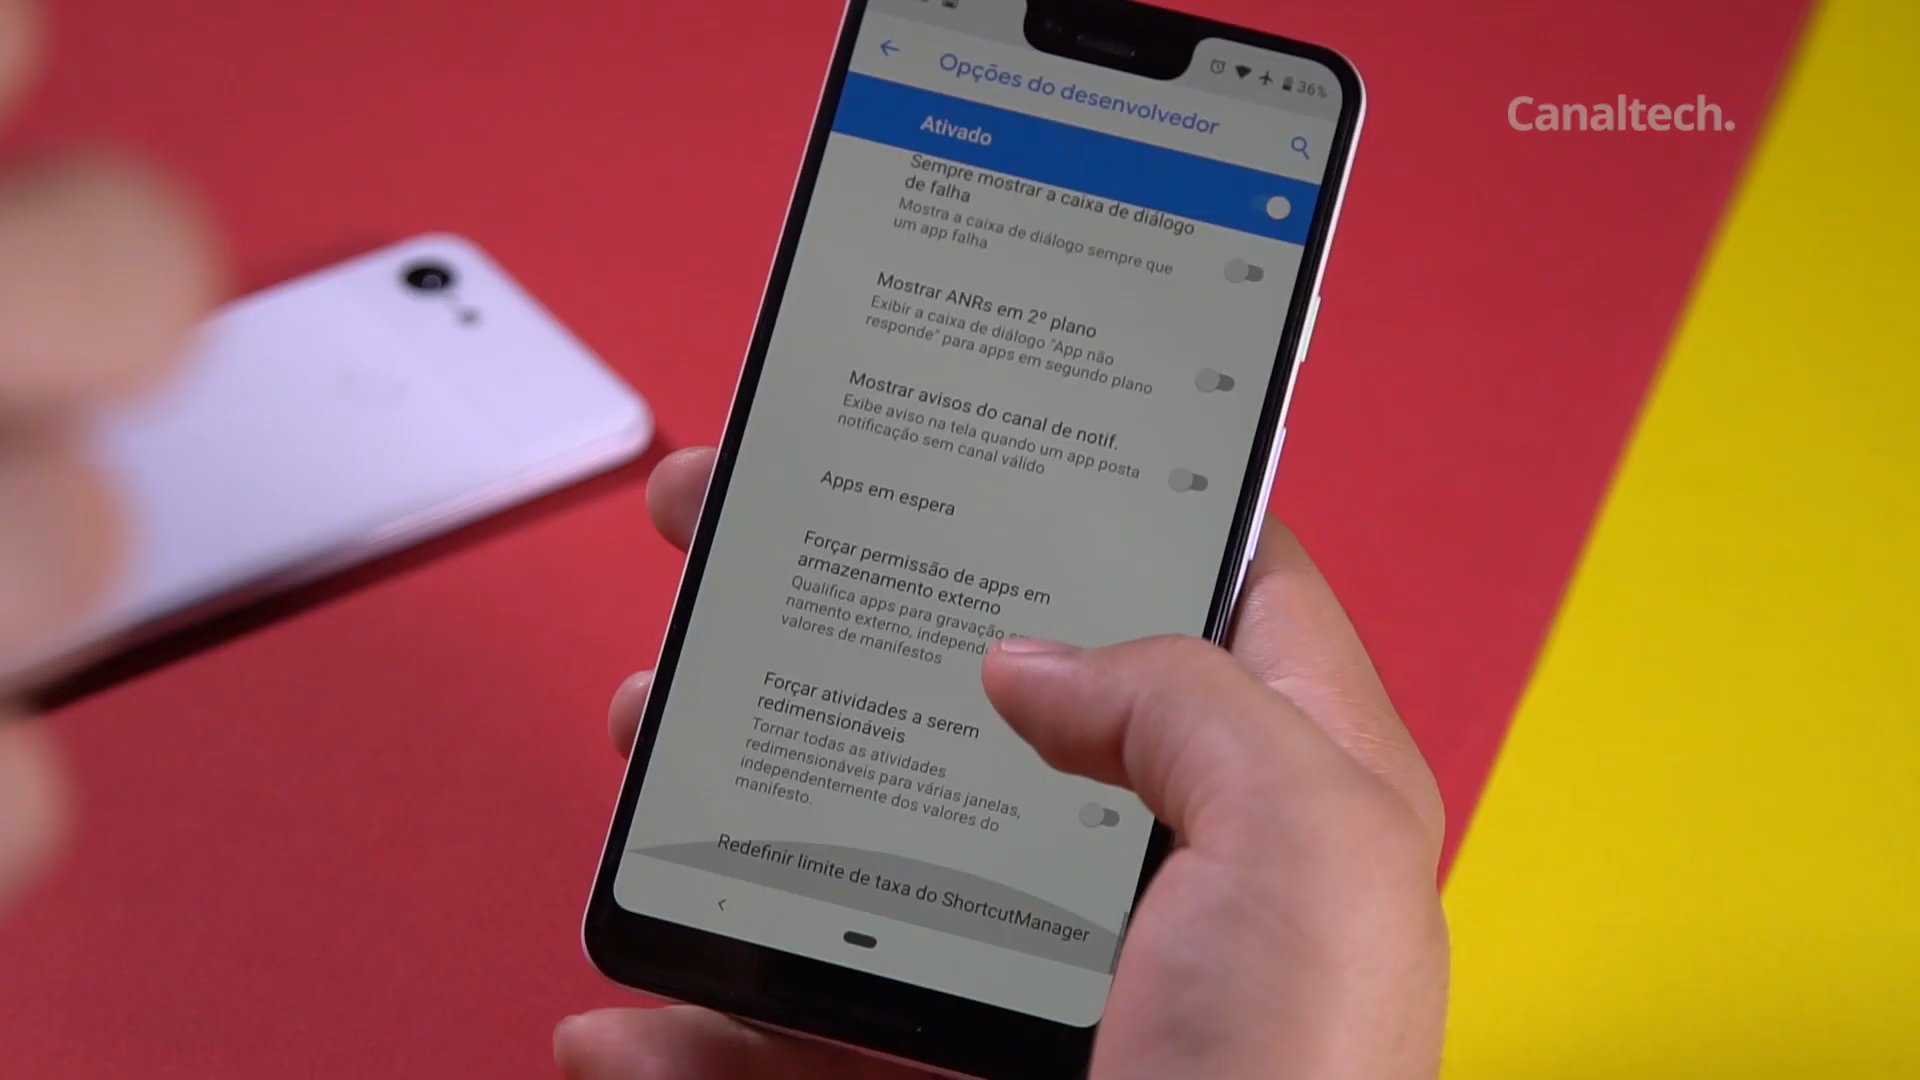 36%
Opções do desenvolvedor
Canaltech.
Ativado
Sempre mostrar a caixa de diálogo
de falha
Mostra a caixa de diálogo sempre que
um app falha
Mostrar ANRs em 2º plano
Exibir a caixa de diálogo "App não
responde" para apps em segundo plano
Mostrar avisos do canal de notif.
Exibe aviso na tela quando um app posta
notificação sem canal válido
Apps em espera
Forçar permissão de apps em
armazenamento externo
Qualifica apps para gravação
namento externo,
valores de manifestos
Forçar atividades a serem
redimensionáveis
Tornar todas as atividades
redimensionáveis para várias janelas,
independentemente dos valores do
manifesto.
Redefinir limite de taxa do ShortcutManager